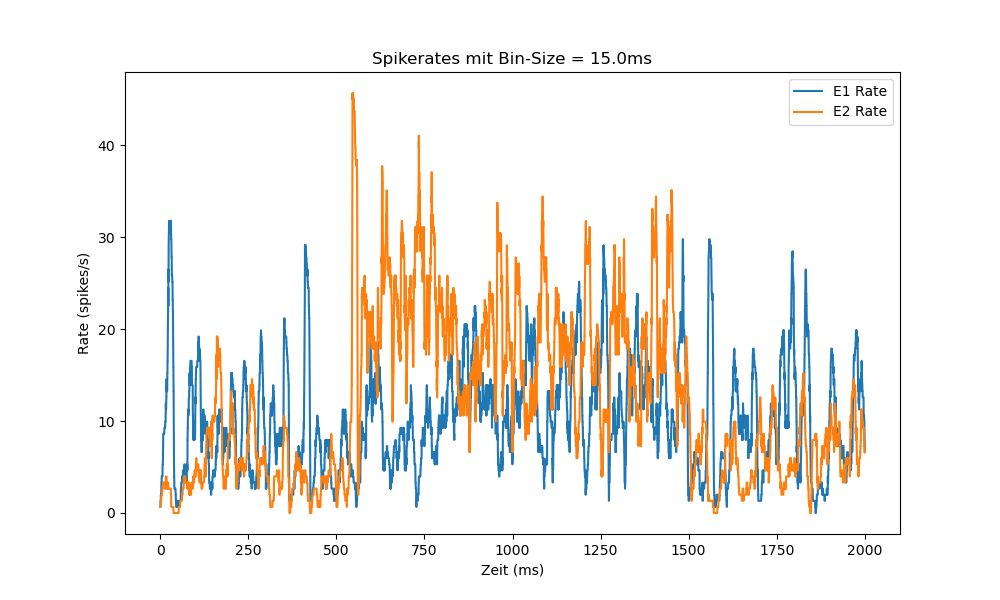 Spikerates mit Bin-Size = 15.0ms
E1 Rate
E2 Rate
Rate (spikes/s)
40
30
20
10
0
0 250 500 750 1000 1250 1500 1750 2000
Zeit (ms)